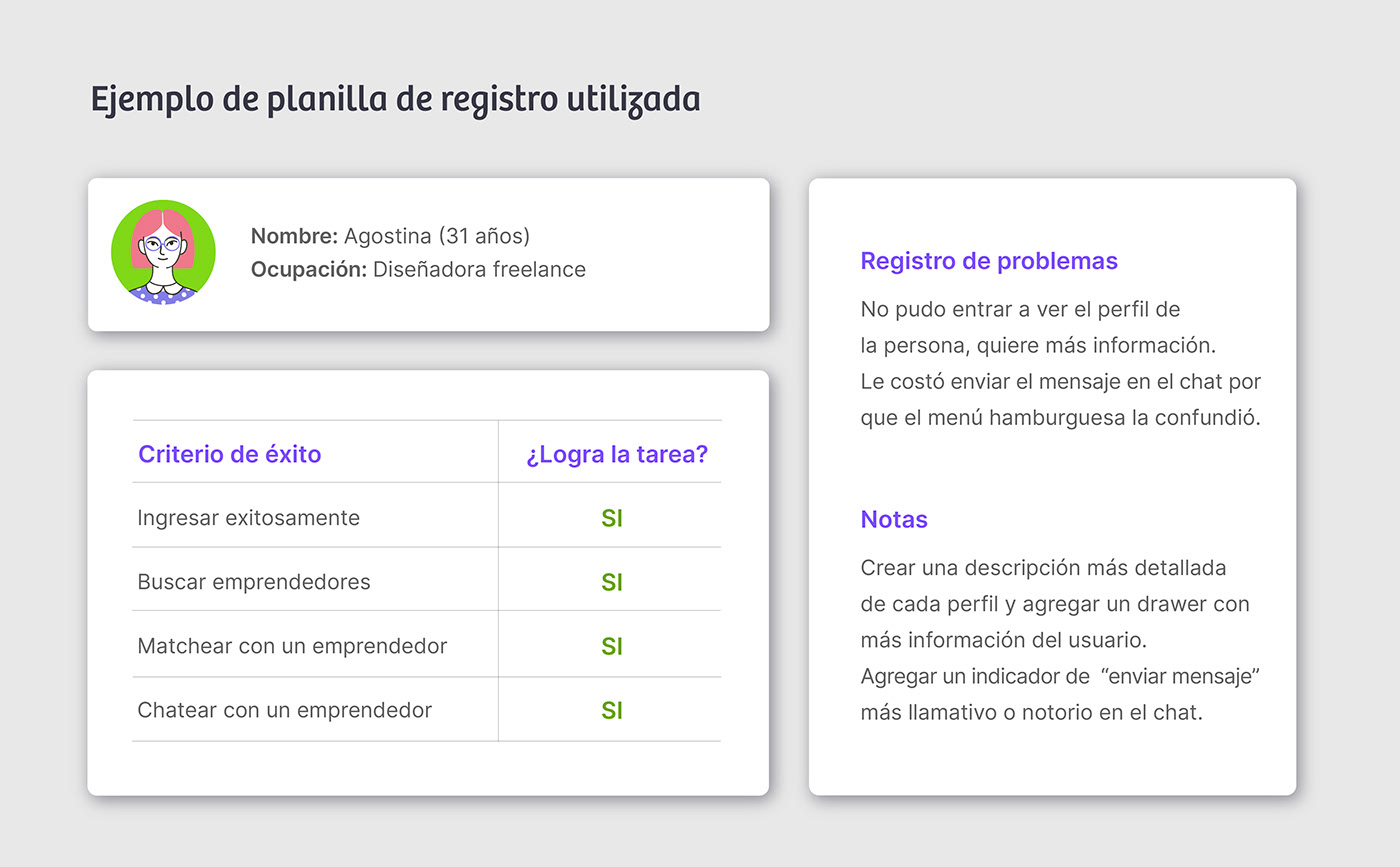 Ejemplo de planilla de registro utilizada
Nombre: Agostina (31 años)
Ocupación: Diseñadora freelance
Criterio de éxito ¿Logra la tarea?
Ingresar exitosamente SI
Buscar emprendedores SI
Matchear con un emprendedor SI
Chatear con un emprendedor SI
Registro de problemas
No pudo entrar a ver el perfil de
la persona, quiere más información.
Le costó enviar el mensaje en el chat por
que el menú hamburguesa la confundió.
Notas
Crear una descripción más detallada
de cada perfil y agregar un drawer con
más información del usuario.
Agregar un indicador de “enviar mensaje”
más llamativo o notorio en el chat.